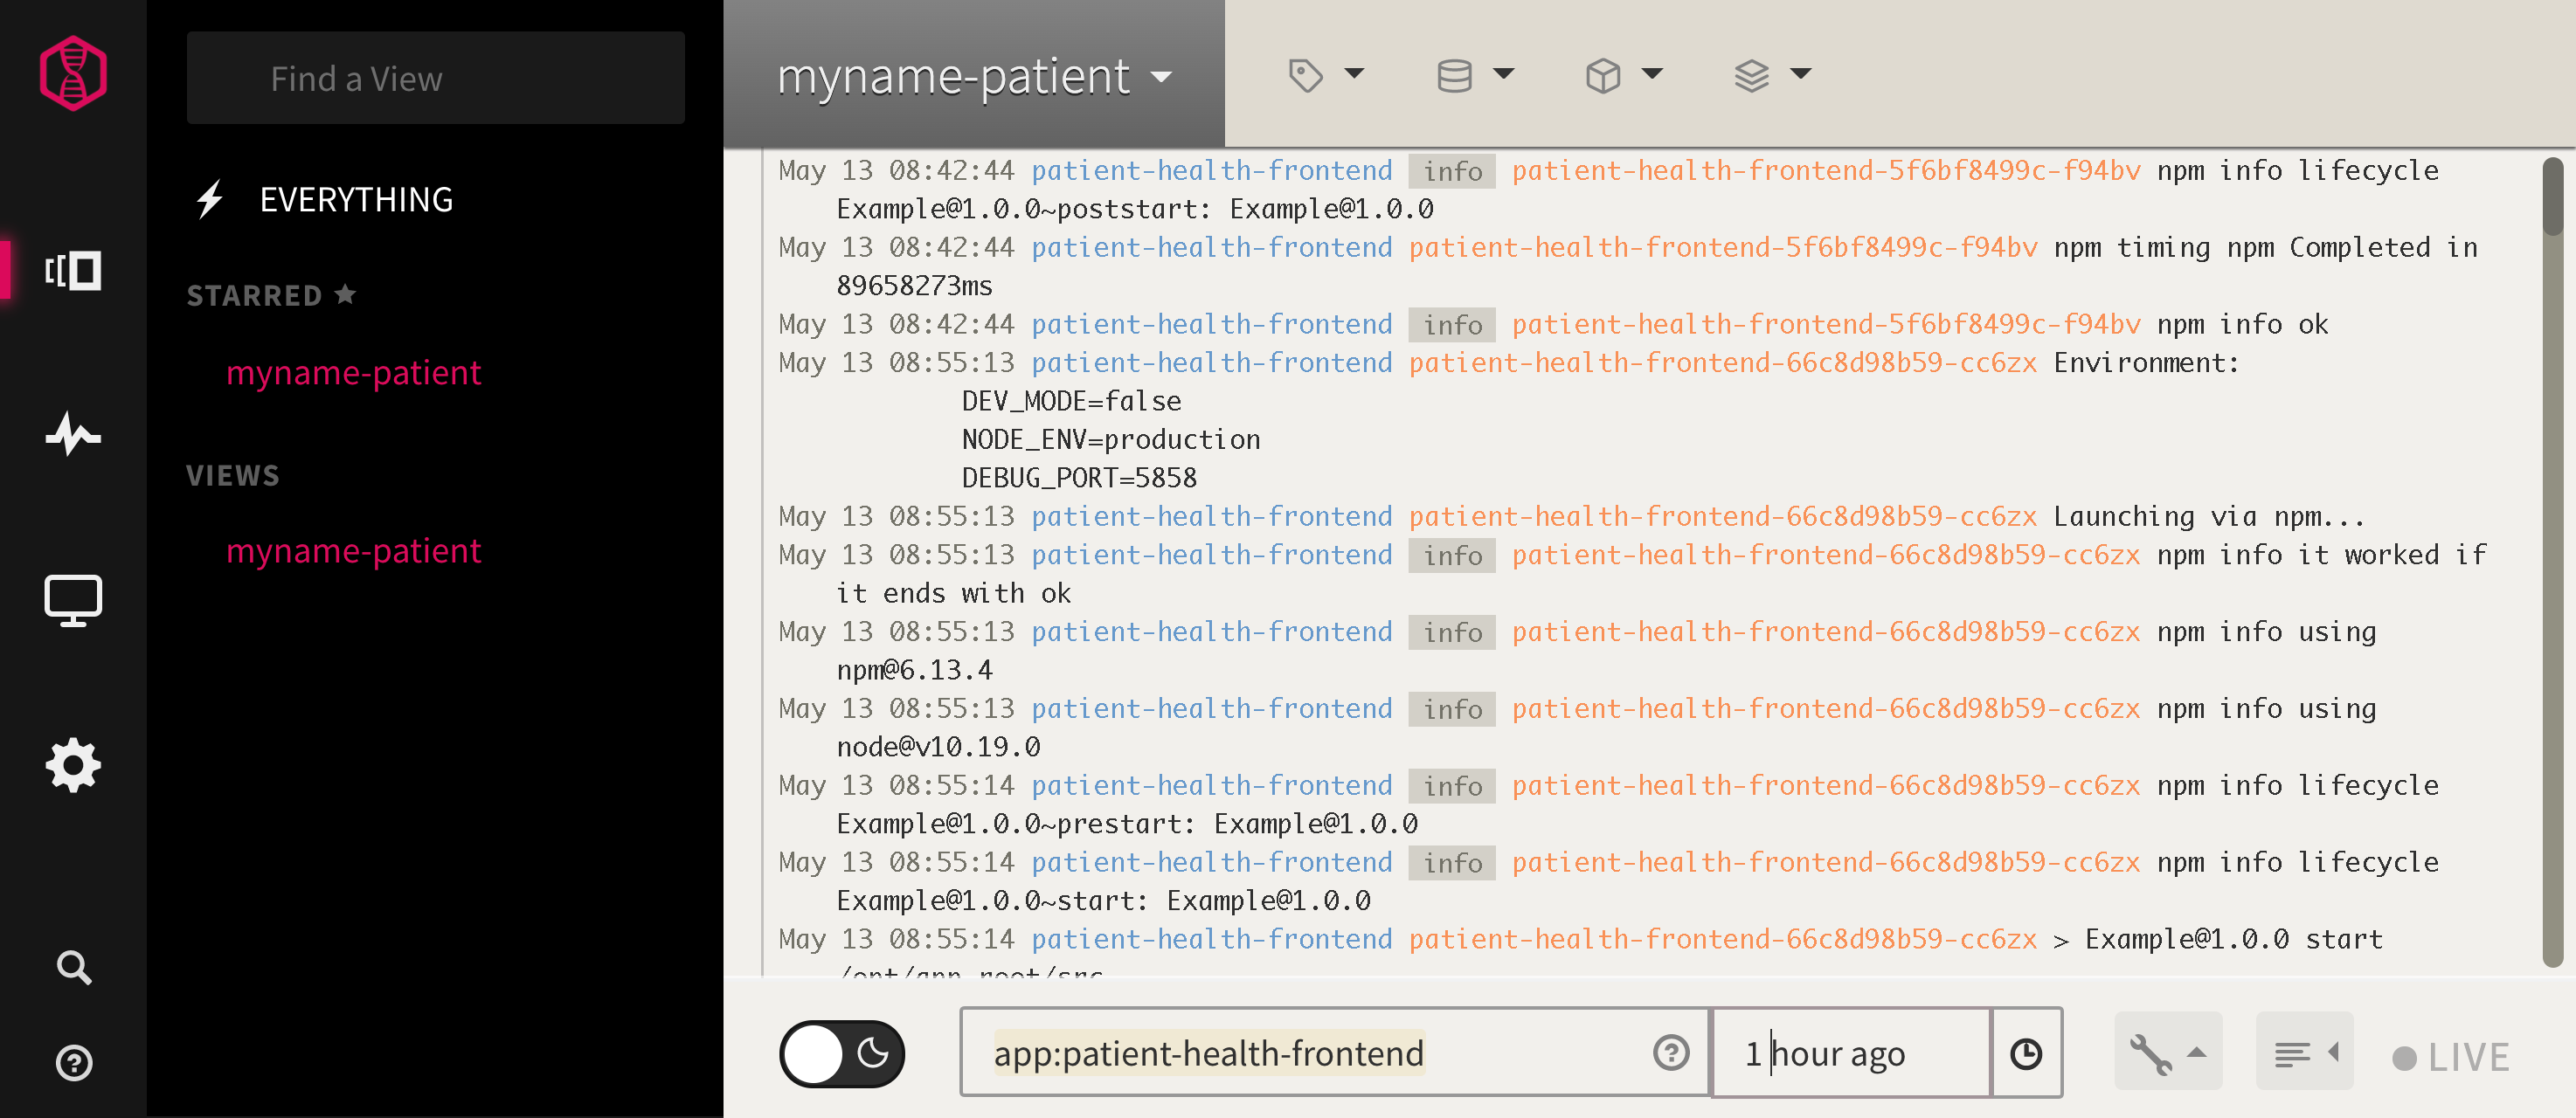 Find a View
EVERYTHING
STARRED
myname-patient
VIEWS
myname-patient
myname-patient
May 13 08:42:44 patient-health-frontend info patient-health-frontend-5f6bf8499c-f94bv npm info lifecycle
Example@1.0.0~poststart: Example@1.0.0
May 13 08:42:44 patient-health-frontend patient-health-frontend-5f6bf8499c-f94bv npm timing npm Completed in
89658273ms
May 13 08:42:44 patient-health-frontend info patient-health-frontend-5f6bf8499c-f94bv npm info ok
May 13 08:55:13 patient-health-frontend patient-health-frontend-66c8d98b59-cc6zx Environment:
DEV_MODE=false
NODE_ENV=production
DEBUG_PORT=5858
May 13 08:55:13 patient-health-frontend patient-health-frontend-66c8d98b59-cc6zx Launching via npm...
May 13 08:55:13 patient-health-frontend info patient-health-frontend-66c8d98b59-cc6zx npm info it worked if
it ends with ok
May 13 08:55:13 patient-health-frontend info patient-health-frontend-66c8d98b59-cc6zx npm info using
npm@6.13.4
May 13 08:55:13 patient-health-frontend info patient-health-frontend-66c8d98b59-cc6zx npm info using
node@v10.19.0
May 13 08:55:14 patient-health-frontend info patient-health-frontend-66c8d98b59-cc6zx npm info lifecycle
Example@1.0.0~prestart: Example@1.0.0
May 13 08:55:14 patient-health-frontend info patient-health-frontend-66c8d98b59-cc6zx npm info lifecycle
Example@1.0.0~start: Example@1.0.0
May 13 08:55:14 patient-health-frontend patient-health-frontend-66c8d98b59-cc6zx > Example@1.0.0 start
/opt/app-root/src
app:patient-health-frontend
1 hour ago
LIVE